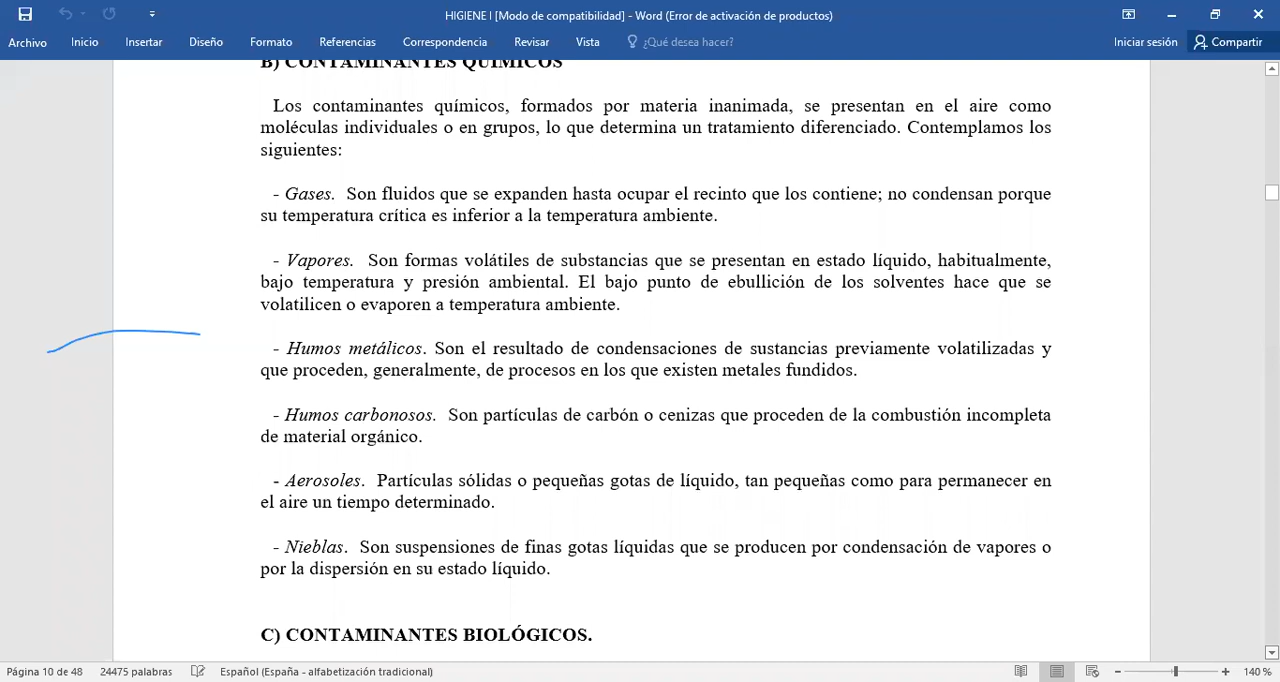 HIGIENE I [Modo de compatibilidad] - Word (Error de activación de productos)
Archivo Inicio Insertar Diseño Formato Referencias Correspondencia Revisar Vista ¿Qué desea hacer? Iniciar sesión Compartir
B) CONTAMINANTES QUÍMICOS
Los contaminantes químicos, formados por materia inanimada, se presentan en el aire como
moléculas individuales o en grupos, lo que determina un tratamiento diferenciado. Contemplamos los
siguientes:
- Gases. Son fluidos que se expanden hasta ocupar el recinto que los contiene; no condensan porque
su temperatura crítica es inferior a la temperatura ambiente.
- Vapores. Son formas volátiles de substancias que se presentan en estado líquido, habitualmente,
bajo temperatura y presión ambiental. El bajo punto de ebullición de los solventes hace que se
volatilicen o evaporen a temperatura ambiente.
- Humos metálicos. Son el resultado de condensaciones de sustancias previamente volatilizadas y
que proceden, generalmente, de procesos en los que existen metales fundidos.
- Humos carbonosos. Son partículas de carbón o cenizas que proceden de la combustión incompleta
de material orgánico.
- Aerosoles. Partículas sólidas o pequeñas gotas de líquido, tan pequeñas como para permanecer en
el aire un tiempo determinado.
- Nieblas. Son suspensiones de finas gotas líquidas que se producen por condensación de vapores o
por la dispersión en su estado líquido.
C) CONTAMINANTES BIOLÓGICOS.
Página 10 de 48 24475 palabras Español (España - alfabetización tradicional) 140 %